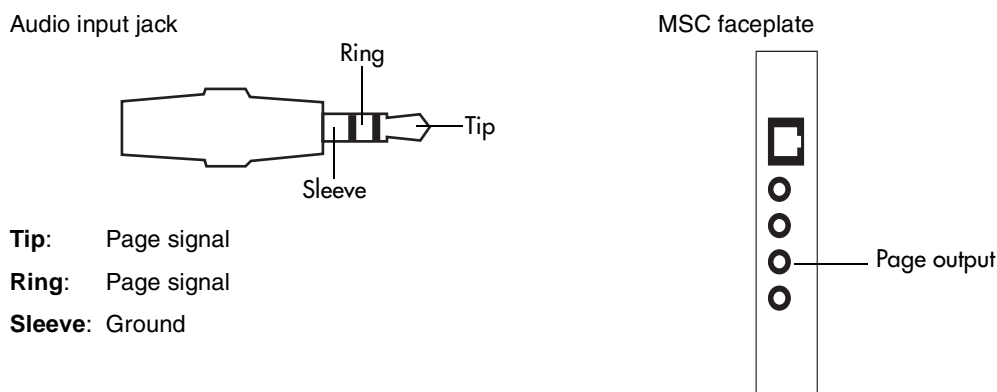 Audio input jack
MSC faceplate
Ring
Tip
Sleeve
Tip: Page signal
Ring: Page signal
Sleeve: Ground
Page output